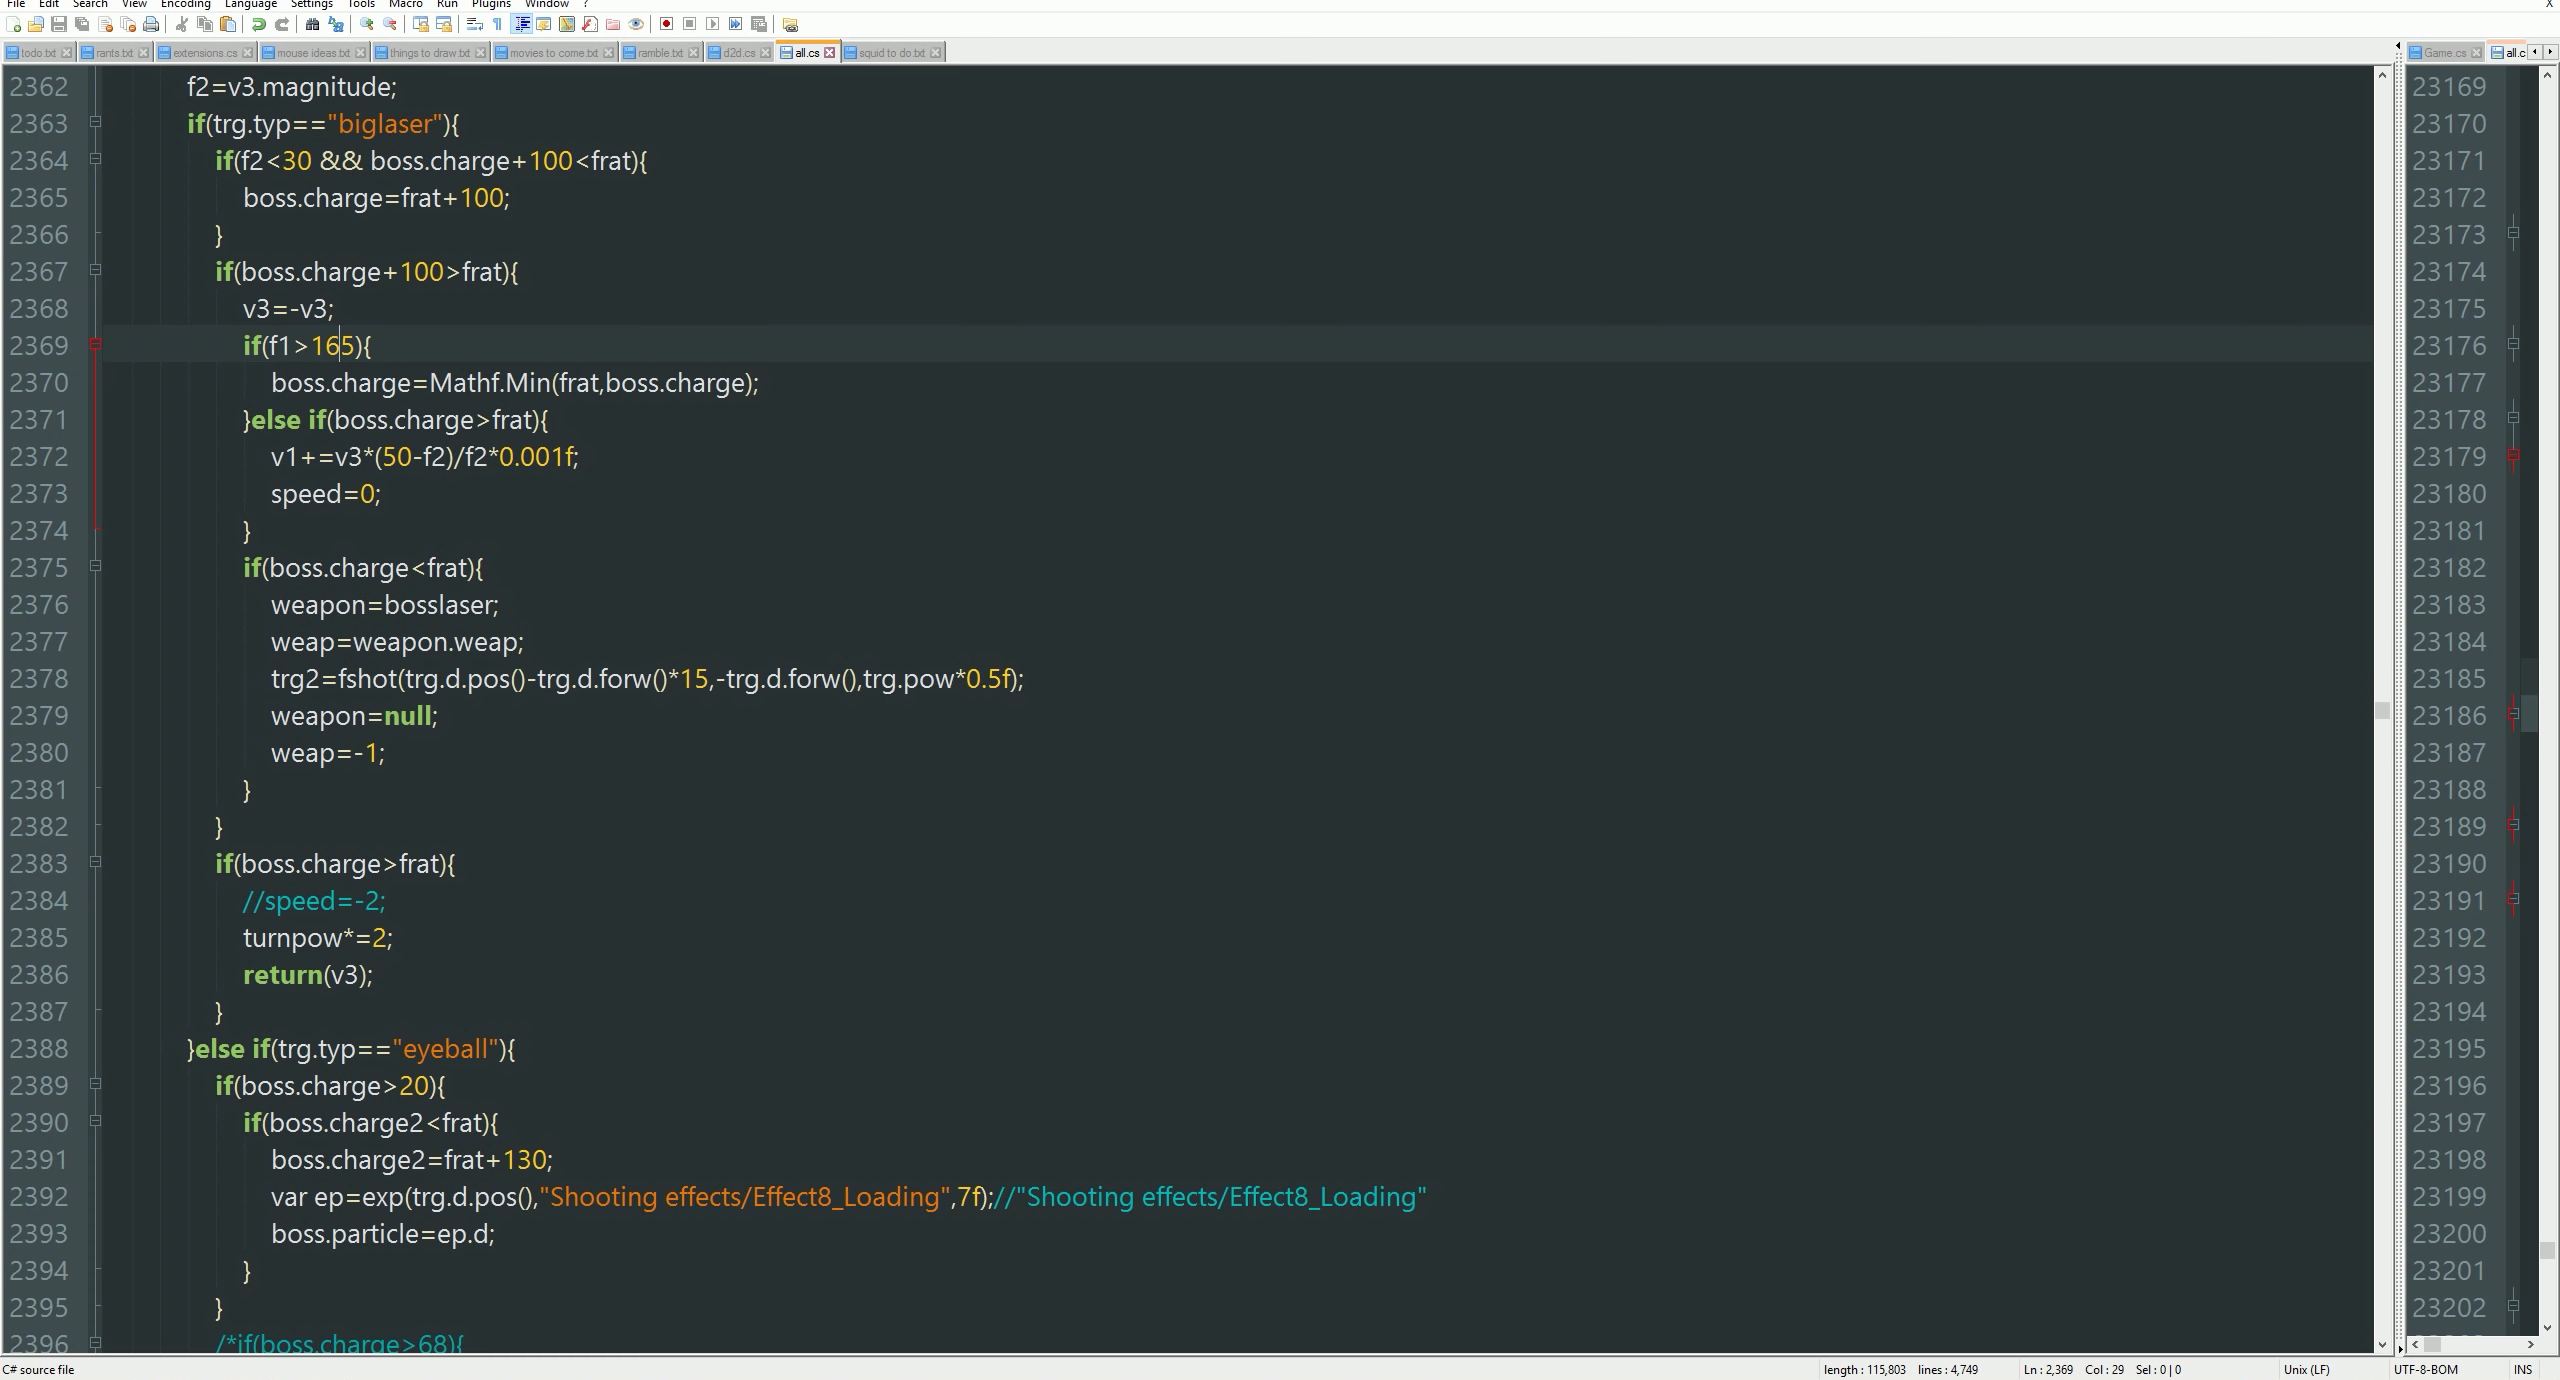 File Edit Search View Encoding Language Settings Tools Macro Run Plugins Window ? X
todo.txt rants.txt extensions.cs mouse ideas.txt things to draw.txt movies to come.txt ramble.txt d2d.cs all.cs squid to do.txt Game.cs all.c
2362 f2=v3.magnitude; 23169
2363 if(trg.typ=="biglaser"){ 23170
2364 if(f2<30 && boss.charge+100<frat){ 23171
2365 boss.charge=frat+100; 23172
2366 } 23173
2367 if(boss.charge+100>frat){ 23174
2368 v3=-v3; 23175
2369 if(f1>165){ 23176
2370 boss.charge=Mathf.Min(frat,boss.charge); 23177
2371 }else if(boss.charge>frat){ 23178
2372 v1+=v3*(50-f2)/f2*0.001f; 23179
2373 speed=0; 23180
2374 } 23181
2375 if(boss.charge<frat){ 23182
2376 weapon=bosslaser; 23183
2377 weap=weapon.weap; 23184
2378 trg2=fshot(trg.d.pos()-trg.d.forw()*15,-trg.d.forw(),trg.pow*0.5f); 23185
2379 weapon=null; 23186
2380 weap=-1; 23187
2381 } 23188
2382 } 23189
2383 if(boss.charge>frat){ 23190
2384 //speed=-2; 23191
2385 turnpow*=2; 23192
2386 return(v3); 23193
2387 } 23194
2388 }else if(trg.typ=="eyeball"){ 23195
2389 if(boss.charge>20){ 23196
2390 if(boss.charge2<frat){ 23197
2391 boss.charge2=frat+130; 23198
2392 var ep=exp(trg.d.pos(),"Shooting effects/Effect8_Loading",7f);//"Shooting effects/Effect8_Loading" 23199
2393 boss.particle=ep.d; 23200
2394 } 23201
2395 } 23202
2396 /*if(boss.charge>68){
C# source file length : 115,803 lines : 4,749 Ln : 2,369 Col : 29 Sel : 0 | 0 Unix (LF) UTF-8-BOM INS